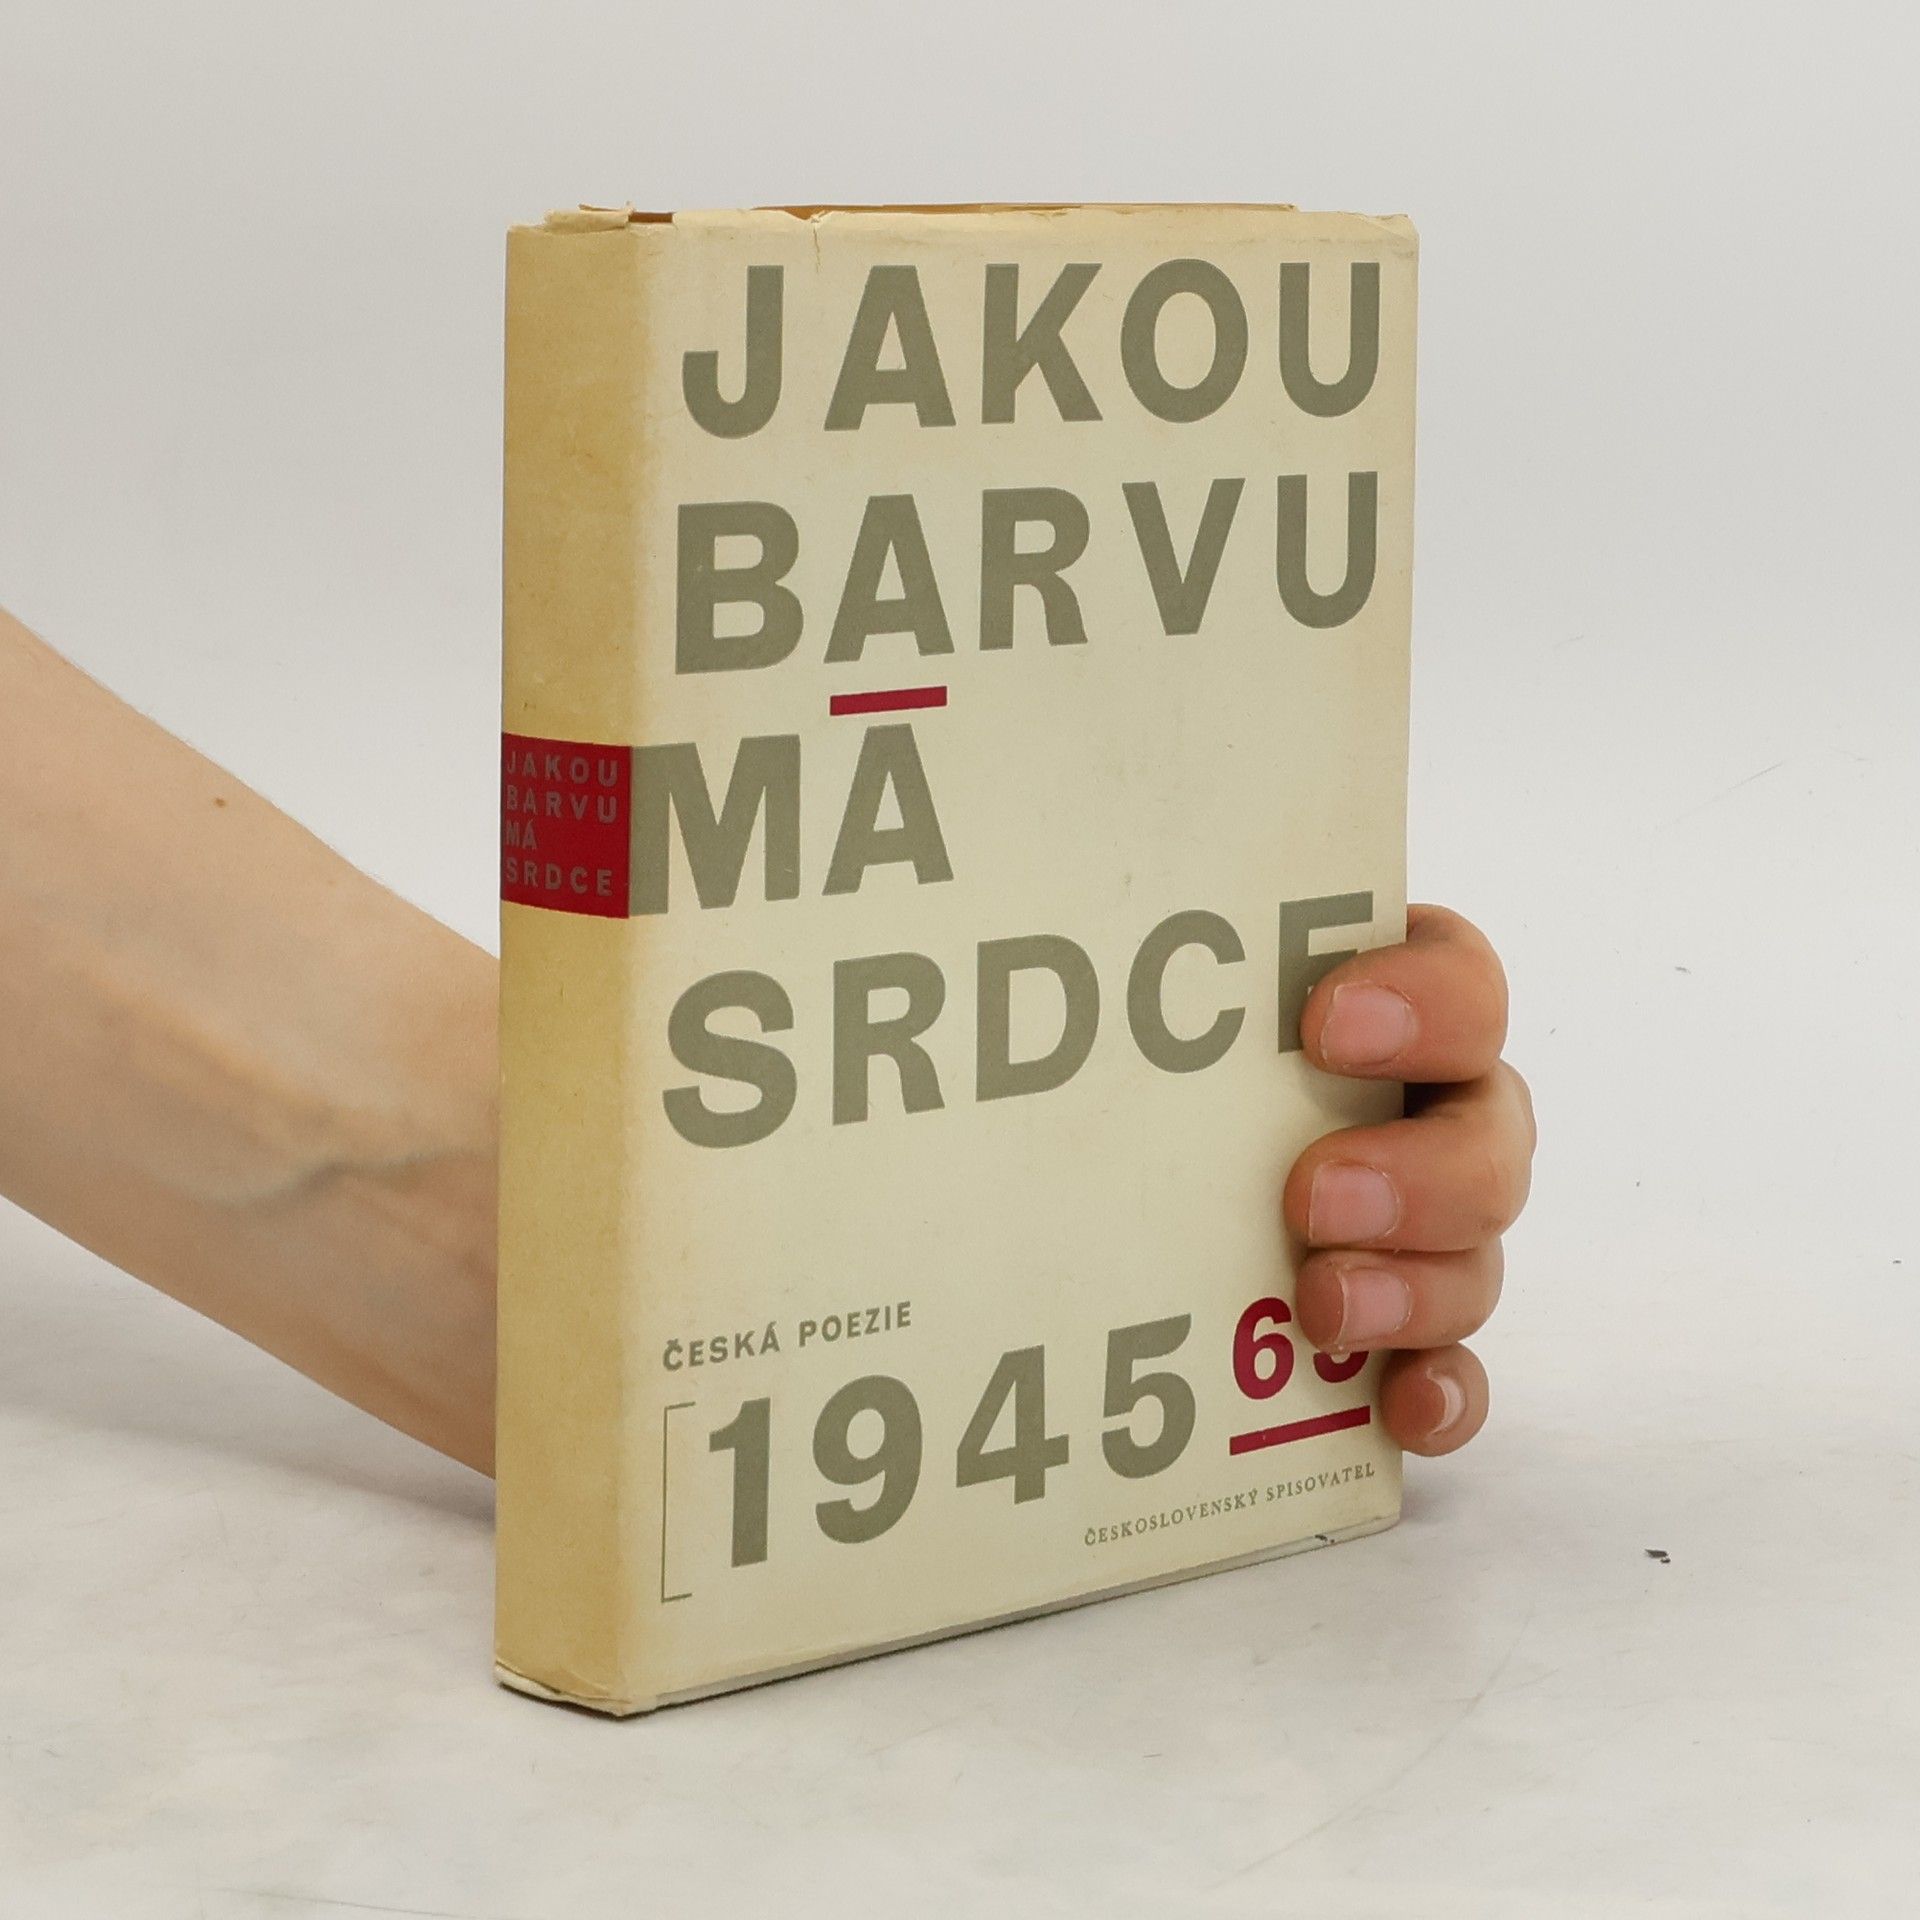 JAKOU
BARVU
MÁ
SRDCE
JAKOU
BARVU
MÁ
SRDCE
ČESKÁ POEZIE
1945
ČESKOSLOVENSKÝ SPISOVATEL